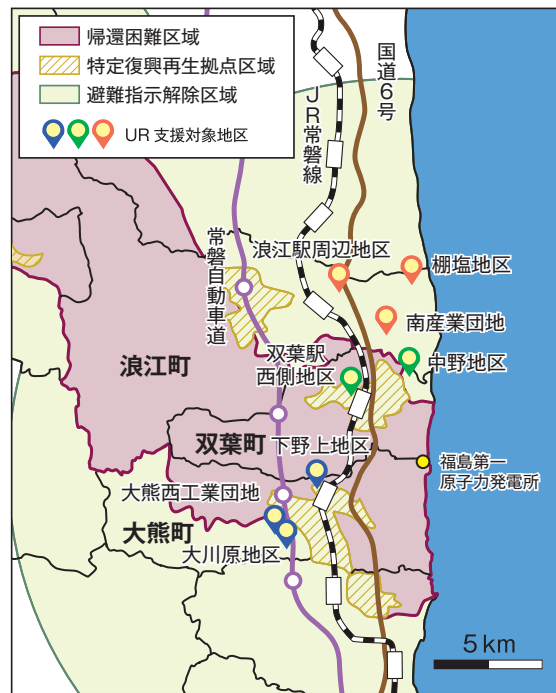 帰還困難区域
特定復興再生拠点区域
避難指示解除区域
UR支援対象地区
国道6号
JR常磐線
常磐自動車道
浪江駅周辺地区
棚塩地区
南産業団地
双葉駅
西側地区
中野地区
浪江町
双葉町
下野上地区
福島第一
原子力発電所
大熊西工業団地
大熊町
大川原地区
5km